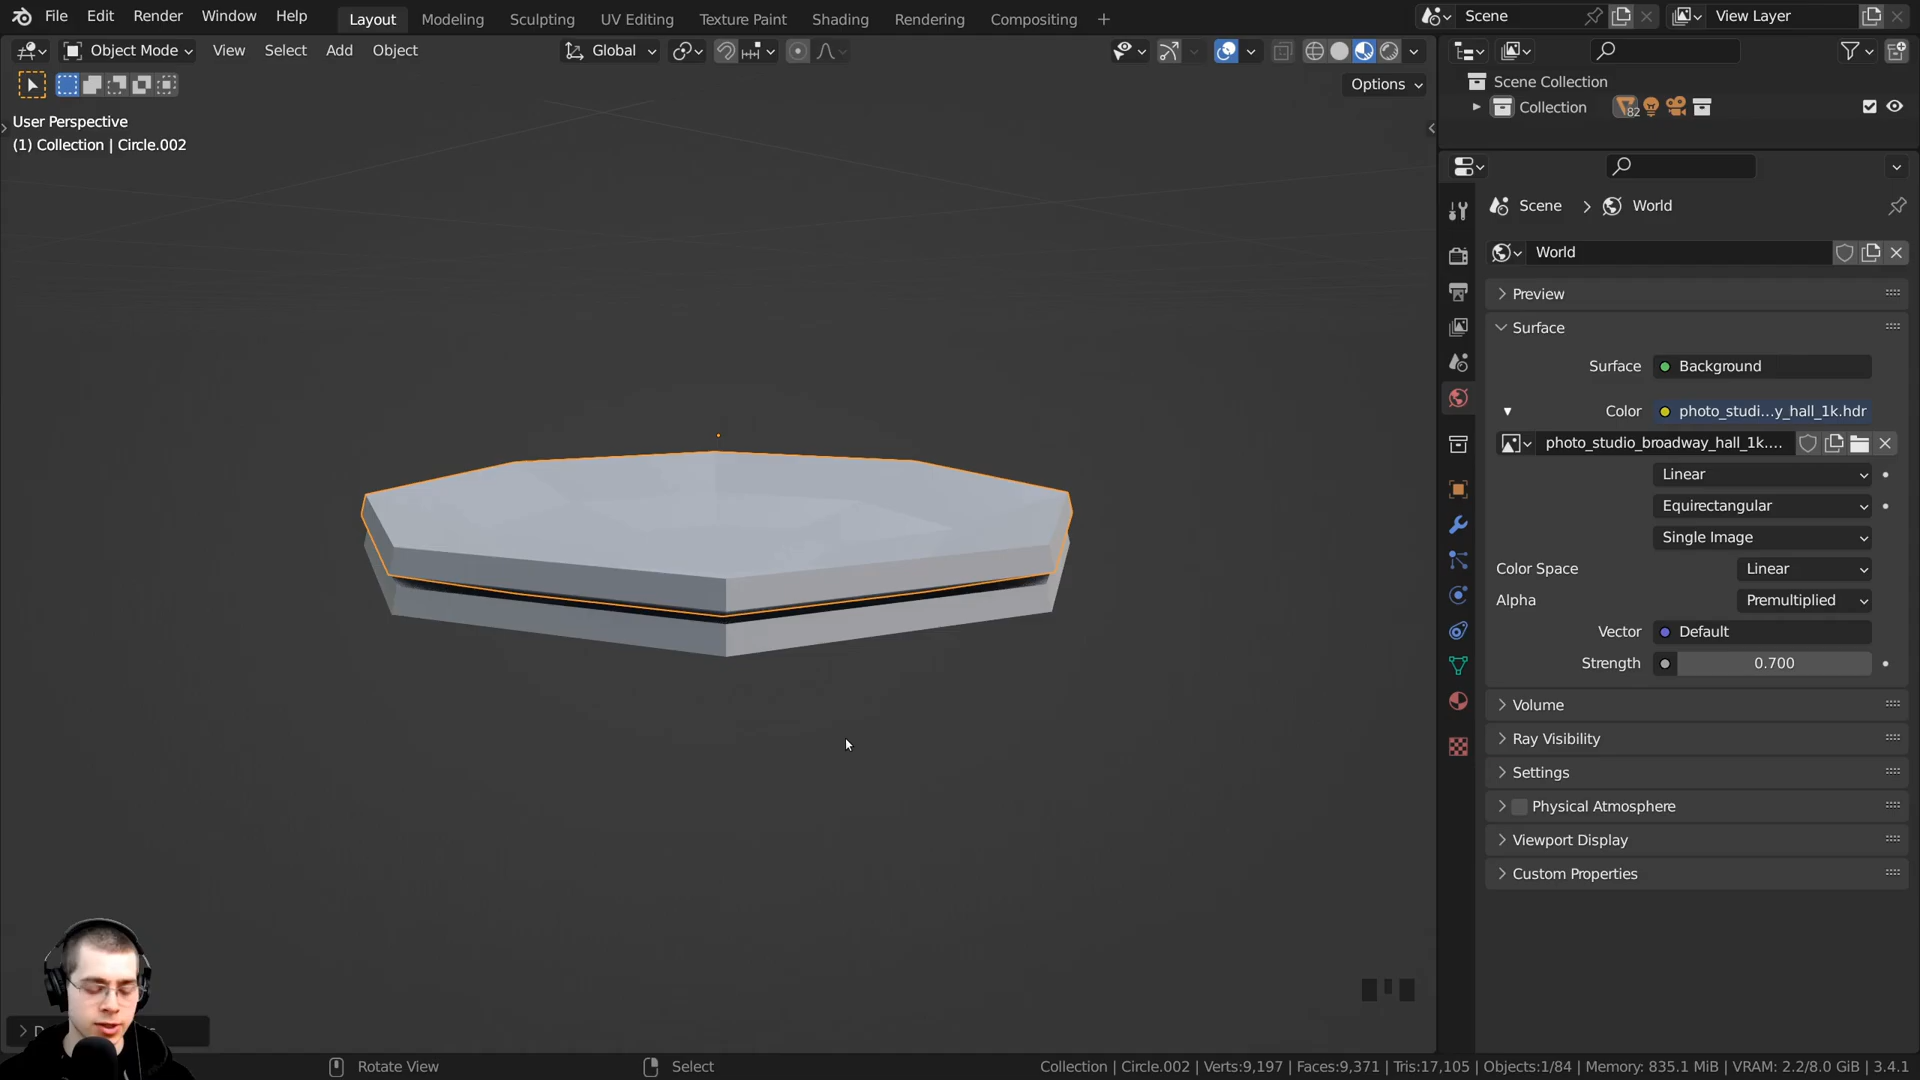 File Edit Render Window Help Layout Modeling Sculpting UV Editing Texture Paint Shading Animation Rendering Compositing + Scene View Layer
Object Mode View Select Add Object Global
Options
User Perspective
(1) Collection | Circle.002
Scene Collection
Collection 82
Scene > World
World
Preview
Surface
Surface Background
Color photo_studi...y_hall_1k.hdr
photo_studio_broadway_hall_1k....
Linear
Equirectangular
Single Image
Color Space Linear
Alpha Premultiplied
Vector Default
Strength 0.700
Volume
Ray Visibility
Settings
Physical Atmosphere
Viewport Display
Custom Properties
Rotate View Select Collection | Circle.002 | Verts:9,197 | Faces:9,371 | Tris:17,105 | Objects:1/84 | Memory: 835.1 MiB | VRAM: 2.2/8.0 GiB | 3.4.1